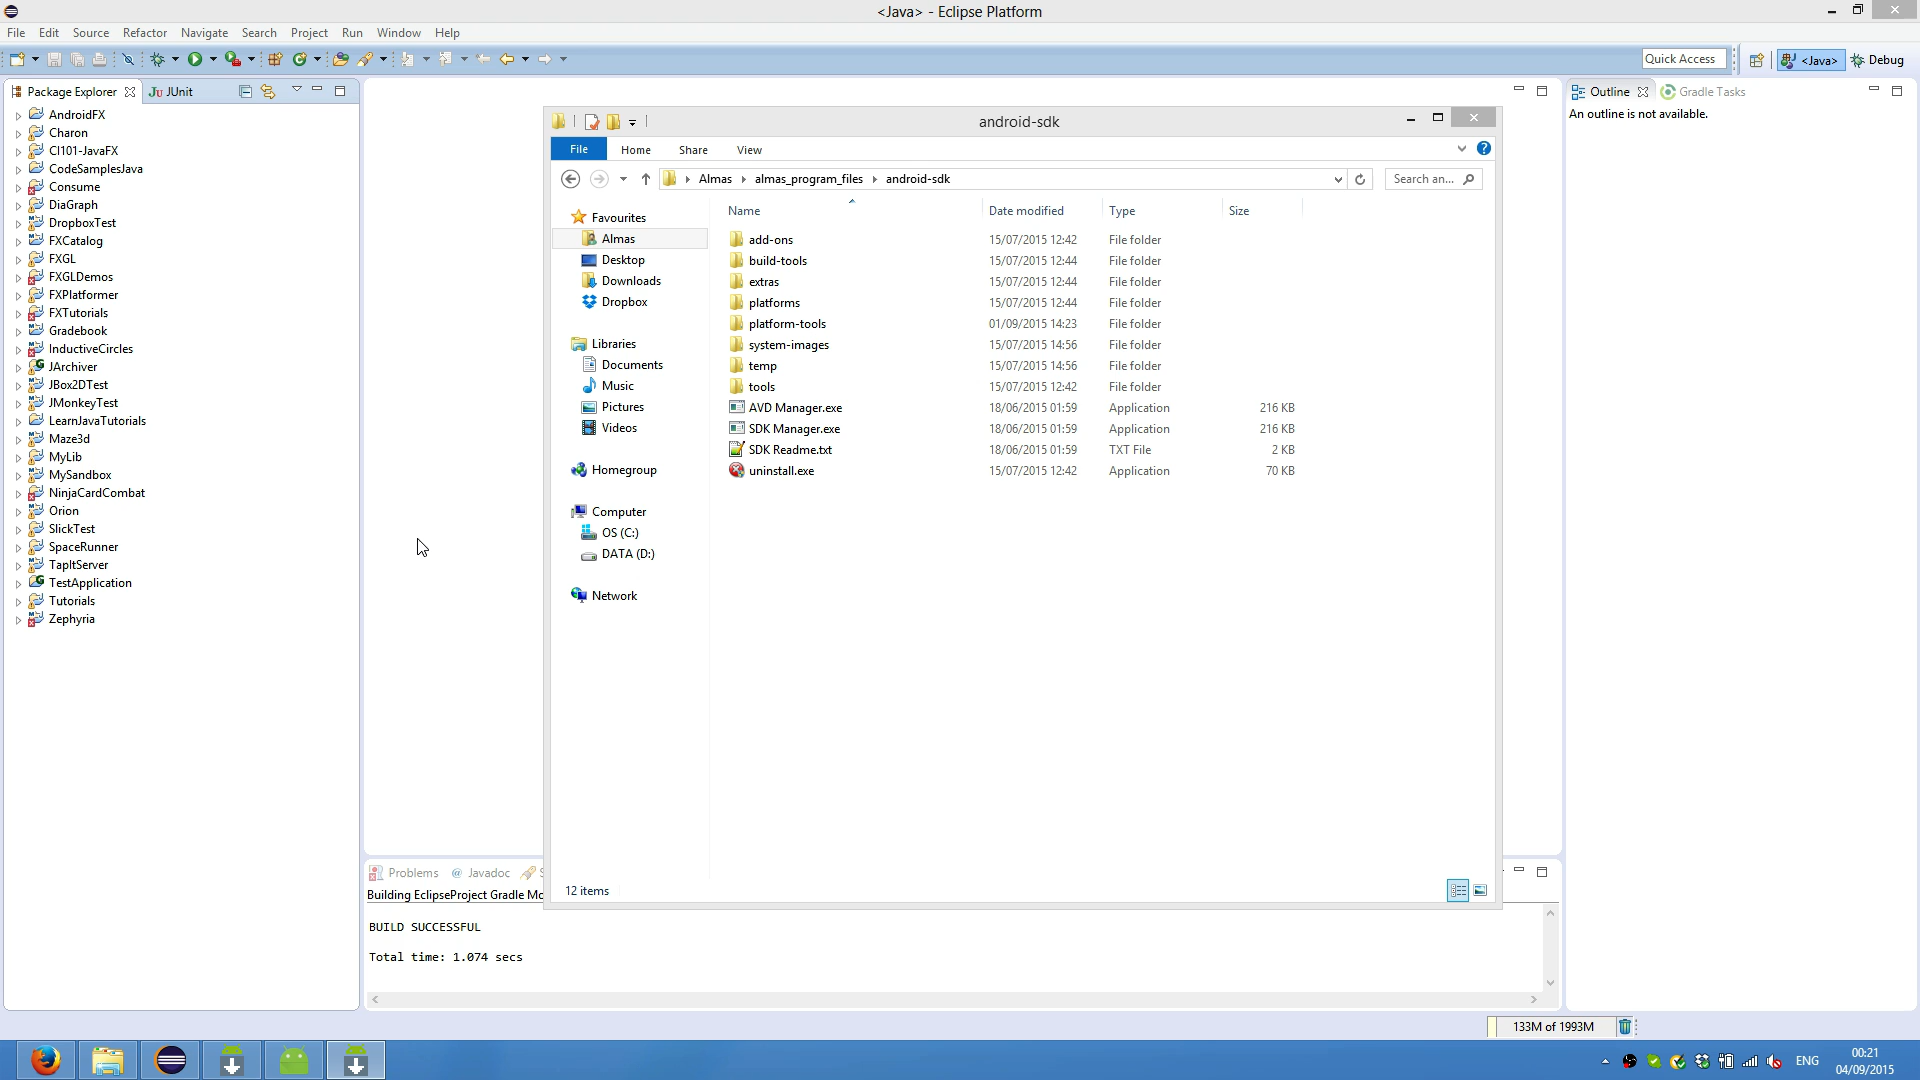 <Java> - Eclipse Platform
File Edit Source Refactor Navigate Search Project Run Window Help
Quick Access <Java> Debug
Package Explorer JUnit
AndroidFX
Charon
CI101-JavaFX
CodeSamplesJava
Consume
DiaGraph
DropboxTest
FXCatalog
FXGL
FXGLDemos
FXPlatformer
FXTutorials
Gradebook
InductiveCircles
JArchiver
JBox2DTest
JMonkeyTest
LearnJavaTutorials
Maze3d
MyLib
MySandbox
NinjaCardCombat
Orion
SlickTest
SpaceRunner
TapItServer
TestApplication
Tutorials
Zephyria
android-sdk
File Home Share View
Almas almas_program_files android-sdk Search an...
Favourites
Almas
Desktop
Downloads
Dropbox
Libraries
Documents
Music
Pictures
Videos
Homegroup
Computer
OS (C:)
DATA (D:)
Network
Name Date modified Type Size
add-ons 15/07/2015 12:42 File folder
build-tools 15/07/2015 12:44 File folder
extras 15/07/2015 12:44 File folder
platforms 15/07/2015 12:44 File folder
platform-tools 01/09/2015 14:23 File folder
system-images 15/07/2015 14:56 File folder
temp 15/07/2015 14:56 File folder
tools 15/07/2015 12:42 File folder
AVD Manager.exe 18/06/2015 01:59 Application 216 KB
SDK Manager.exe 18/06/2015 01:59 Application 216 KB
SDK Readme.txt 18/06/2015 01:59 TXT File 2 KB
uninstall.exe 15/07/2015 12:42 Application 70 KB
12 items
Outline Gradle Tasks
An outline is not available.
Problems Javadoc
Building EclipseProject Gradle Mo
BUILD SUCCESSFUL
Total time: 1.074 secs
133M of 1993M
ENG
00:21
04/09/2015